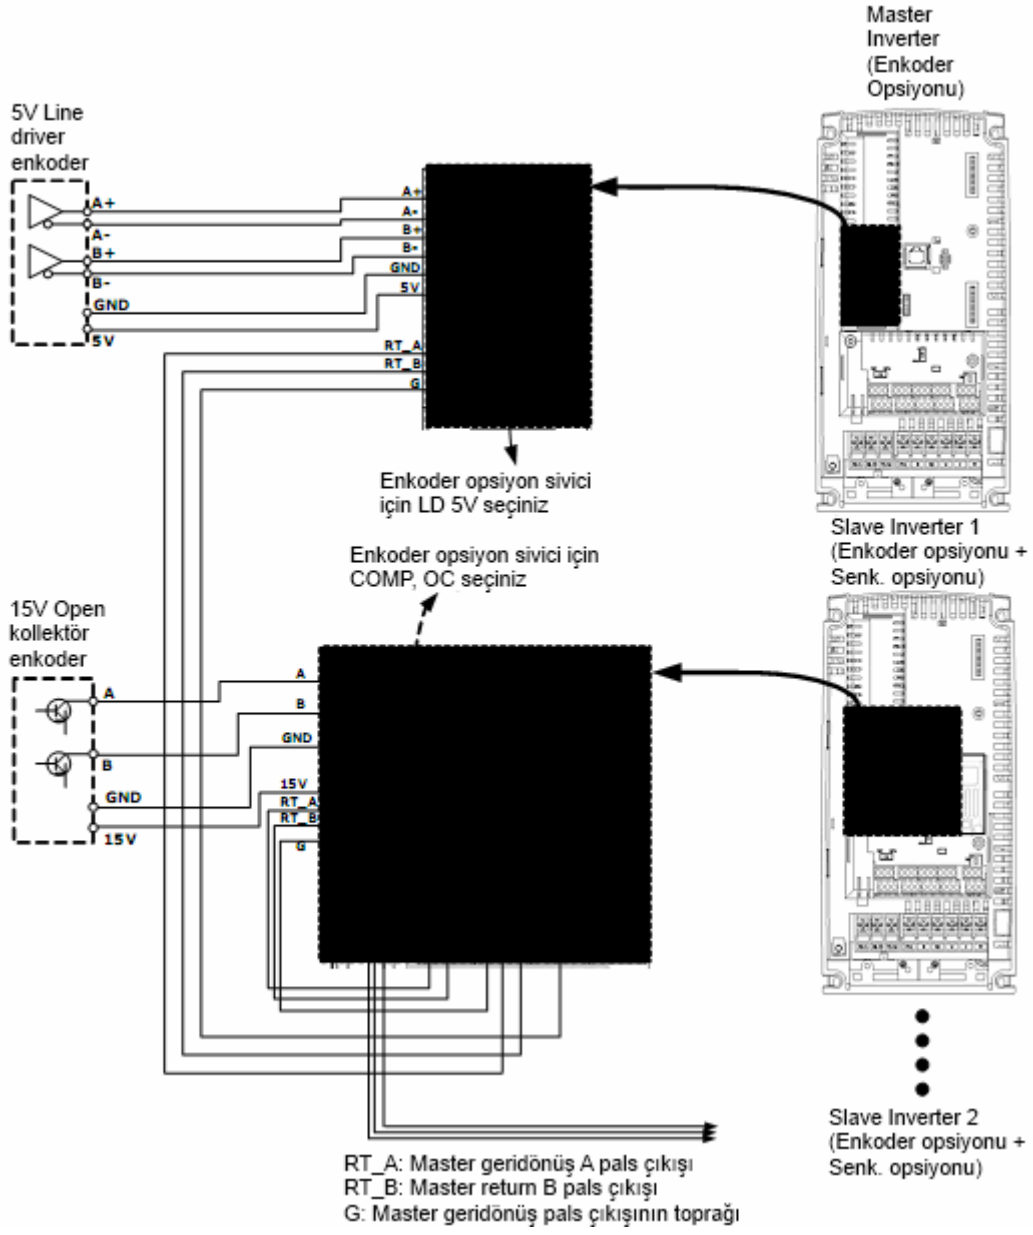 Master
Inverter
(Enkoder
Opsiyonu)
5V Line
driver
enkoder
A+
A-
B+
B-
GND
5V
A+
A-
B+
B-
GND
5V
RT_A
RT_B
G
Enkoder opsiyon sivici
için LD 5V seçiniz
Slave Inverter 1
(Enkoder opsiyonu +
Senk. opsiyonu)
Enkoder opsiyon sivici için
COMP, OC seçiniz
15V Open
kollektör
enkoder
A
B
GND
15V
A
B
GND
15V
RT_A
RT_B
G
Slave Inverter 2
(Enkoder opsiyonu +
Senk. opsiyonu)
RT_A: Master geridönüş A pals çıkışı
RT_B: Master return B pals çıkışı
G: Master geridönüş pals çıkışının toprağı